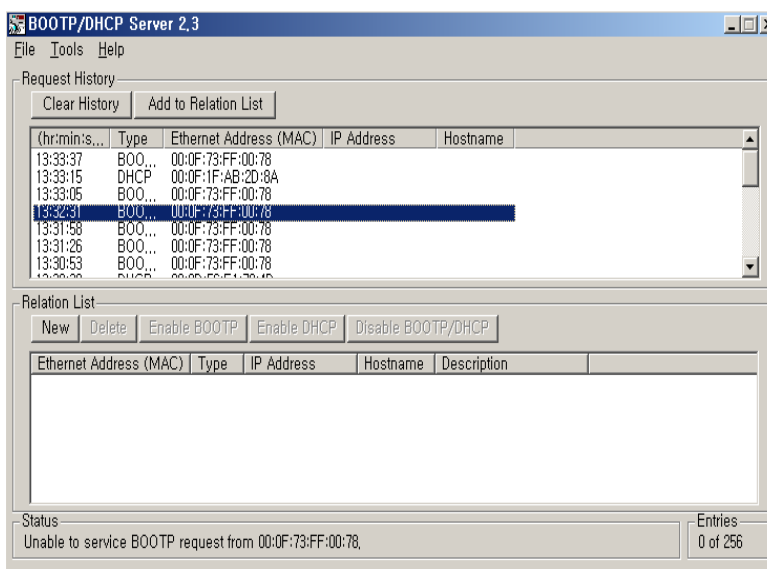 BOOTP/DHCP Server 2,3
File Tools Help
Request History
Clear History Add to Relation List
(hr:min:s... Type Ethernet Address (MAC) IP Address Hostname
13:33:37 BOO... 00:0F:73:FF:00:78
13:33:15 DHCP 00:0F:1F:AB:2D:8A
13:33:05 BOO... 00:0F:73:FF:00:78
13:32:31 BOO... 00:0F:73:FF:00:78
13:31:58 BOO... 00:0F:73:FF:00:78
13:31:26 BOO... 00:0F:73:FF:00:78
13:30:53 BOO... 00:0F:73:FF:00:78
Relation List
New Delete Enable BOOTP Enable DHCP Disable BOOTP/DHCP
Ethernet Address (MAC) Type IP Address Hostname Description
Status
Unable to service BOOTP request from 00:0F:73:FF:00:78,
Entries
0 of 256